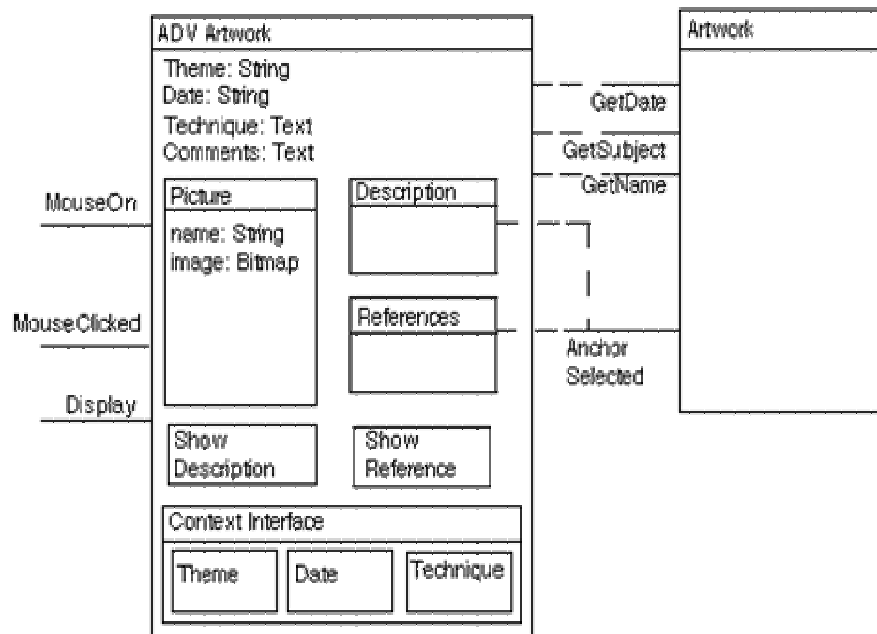 ADV Artwork
Theme: String
Date: String
Technique: Text
Comments: Text
Picture
name: String
image: Bitmap
Description
References
Show
Description
Show
Reference
Context Interface
Theme
Date
Technique
MouseOn
MouseClicked
Display
Artwork
GetDate
GetSubject
GetName
Anchor
Selected